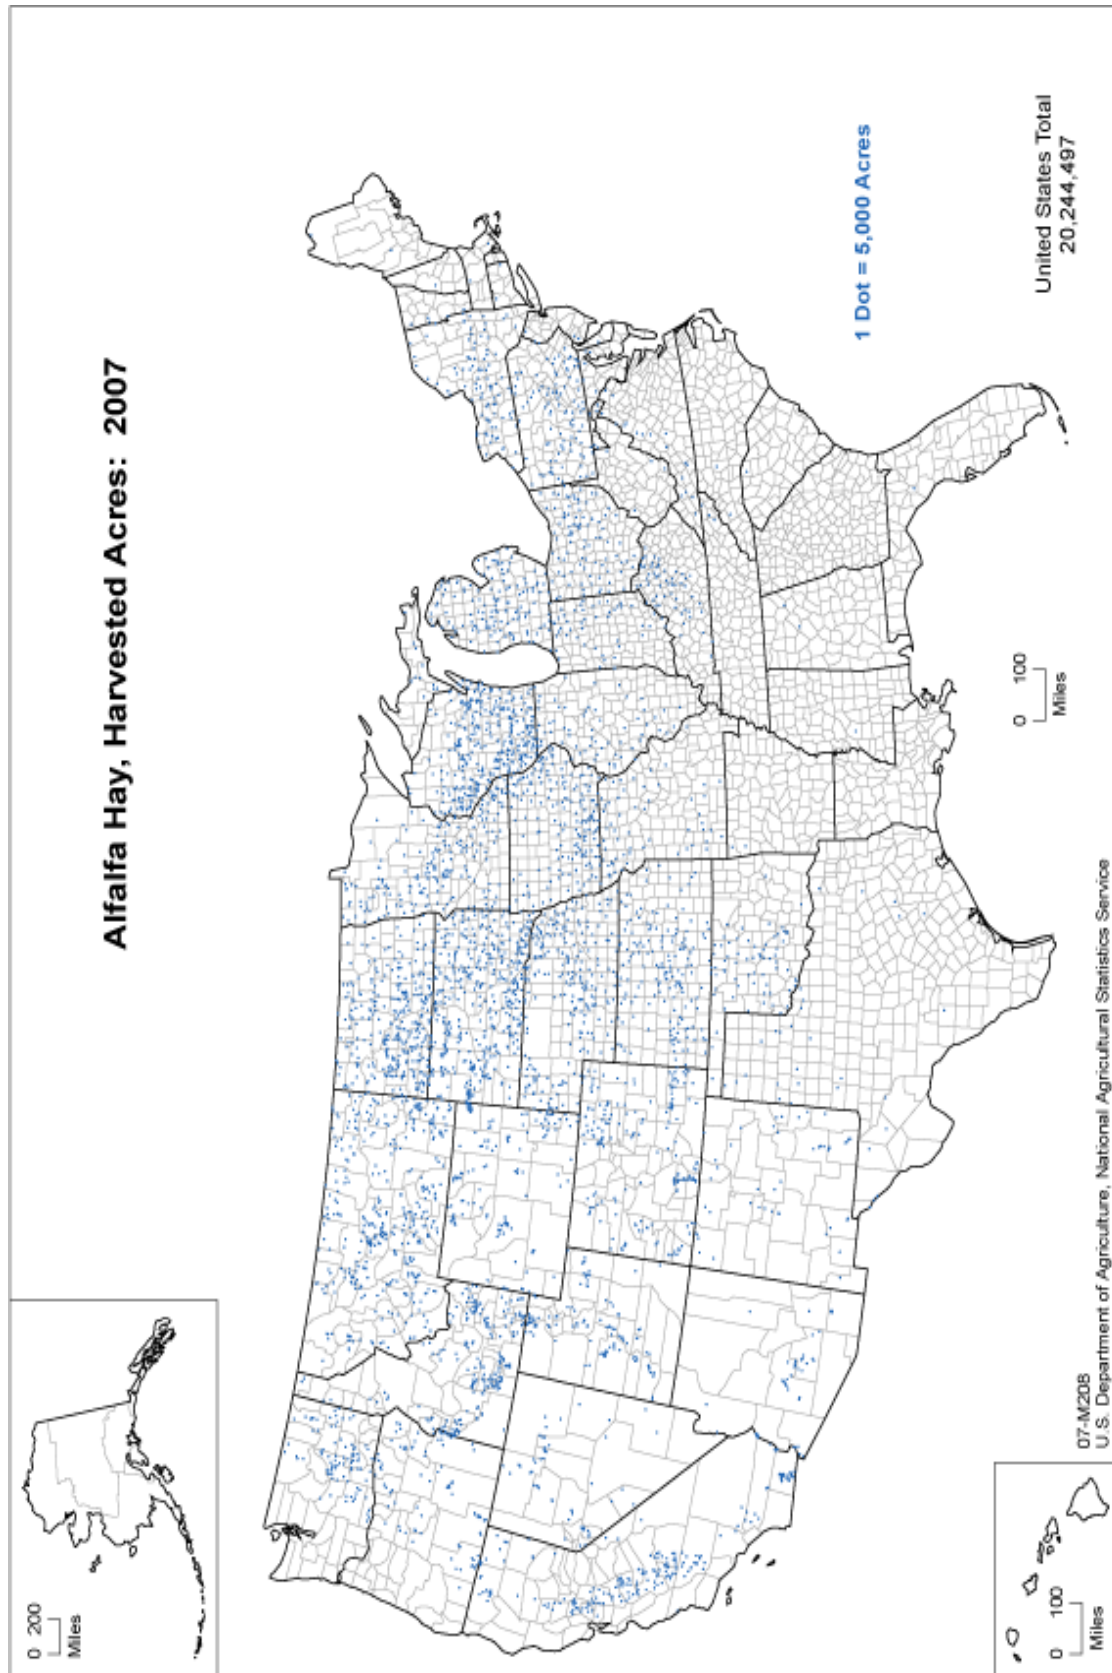 Alfalfa Hay, Harvested Acres: 2007
0 200
Miles
1 Dot = 5,000 Acres
United States Total
20,244,497
0 100
Miles
0 100
Miles
07-M208
U.S. Department of Agriculture, National Agricultural Statistics Service